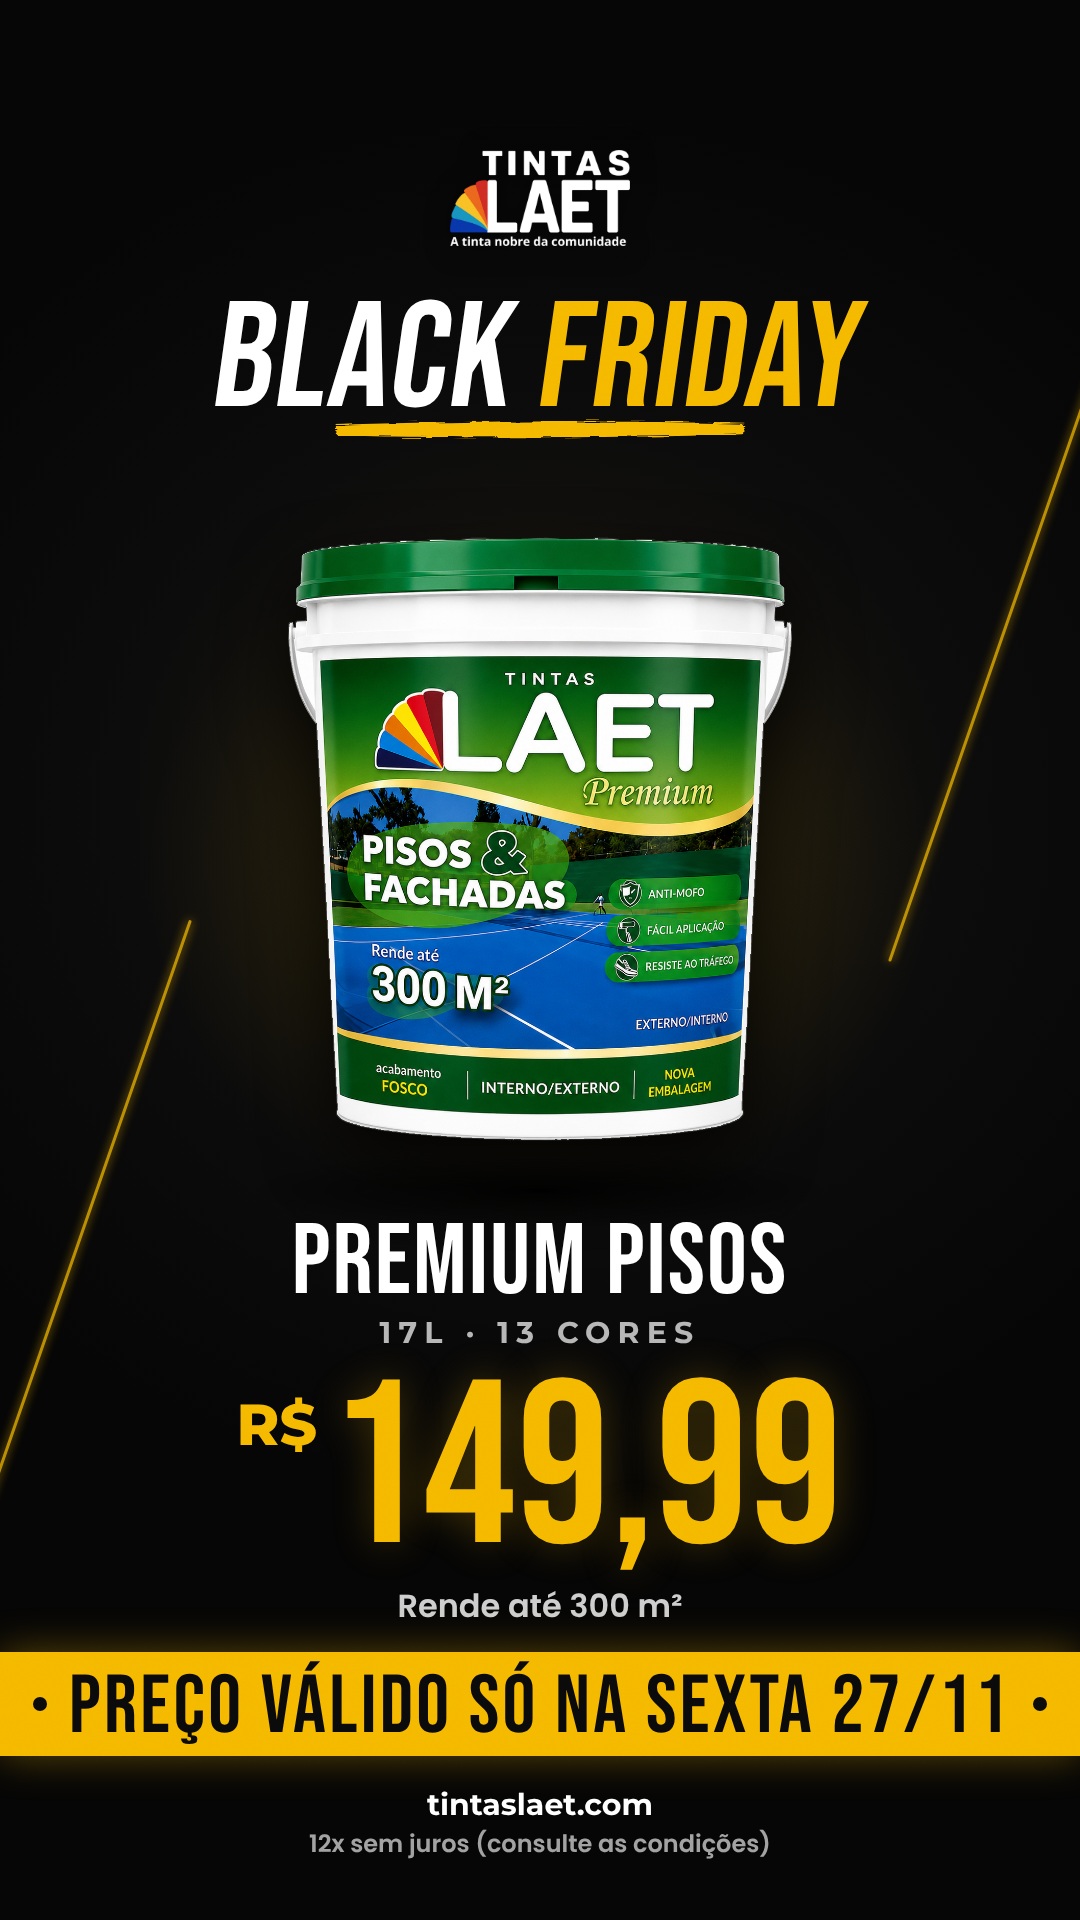 TINTAS
LAET
A tinta nobre da comunidade
BLACK FRIDAY
TINTAS
LAET
Premium
PISOS &
FACHADAS
ANTI-MOFO
FÁCIL APLICAÇÃO
RESISTE AO TRÁFEGO
Rende até
300 M²
EXTERNO/INTERNO
acabamento
FOSCO
INTERNO/EXTERNO
NOVA
EMBALAGEM
PREMIUM PISOS
17L · 13 CORES
R$ 149,99
Rende até 300 m²
• PREÇO VÁLIDO SÓ NA SEXTA 27/11 •
tintaslaet.com
12x sem juros (consulte as condições)